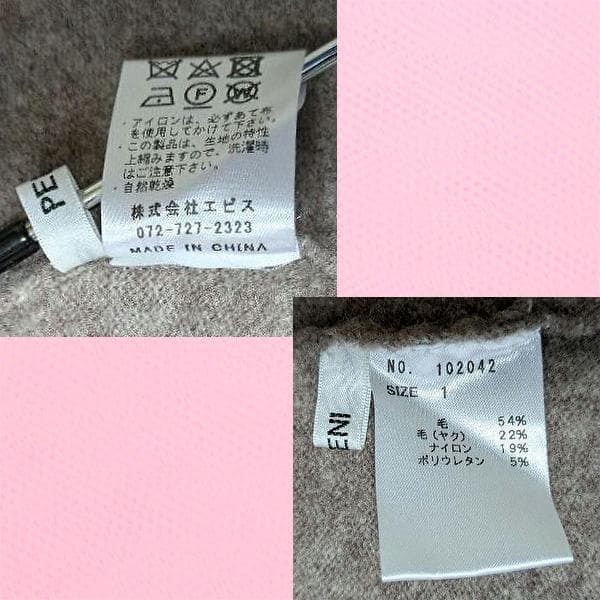 ・アイロンは、必ずあて布
を使用してかけて下さい。
・この製品は、生地の特性
上縮みますので、洗濯時
はご注意下さい。
・自然乾燥
株式会社エピス
072-727-2323
MADE IN CHINA
PE
NO. 102042
SIZE 1
毛 54%
毛(ヤク) 22%
ナイロン 19%
ポリウレタン 5%
ENI